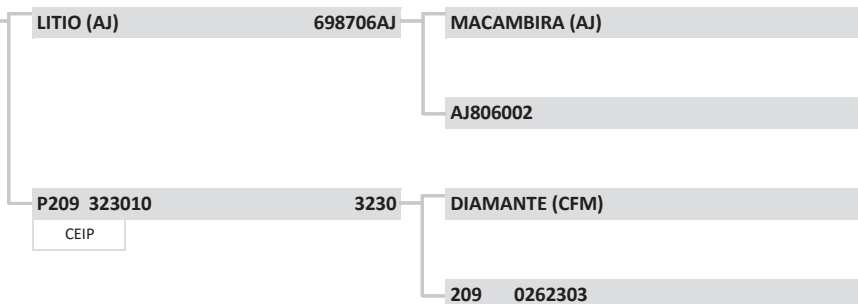 LITIO (AJ) 698706AJ MACAMBIRA (AJ)
AJ806002
P209 323010 3230 DIAMANTE (CFM)
CEIP
209 0262303